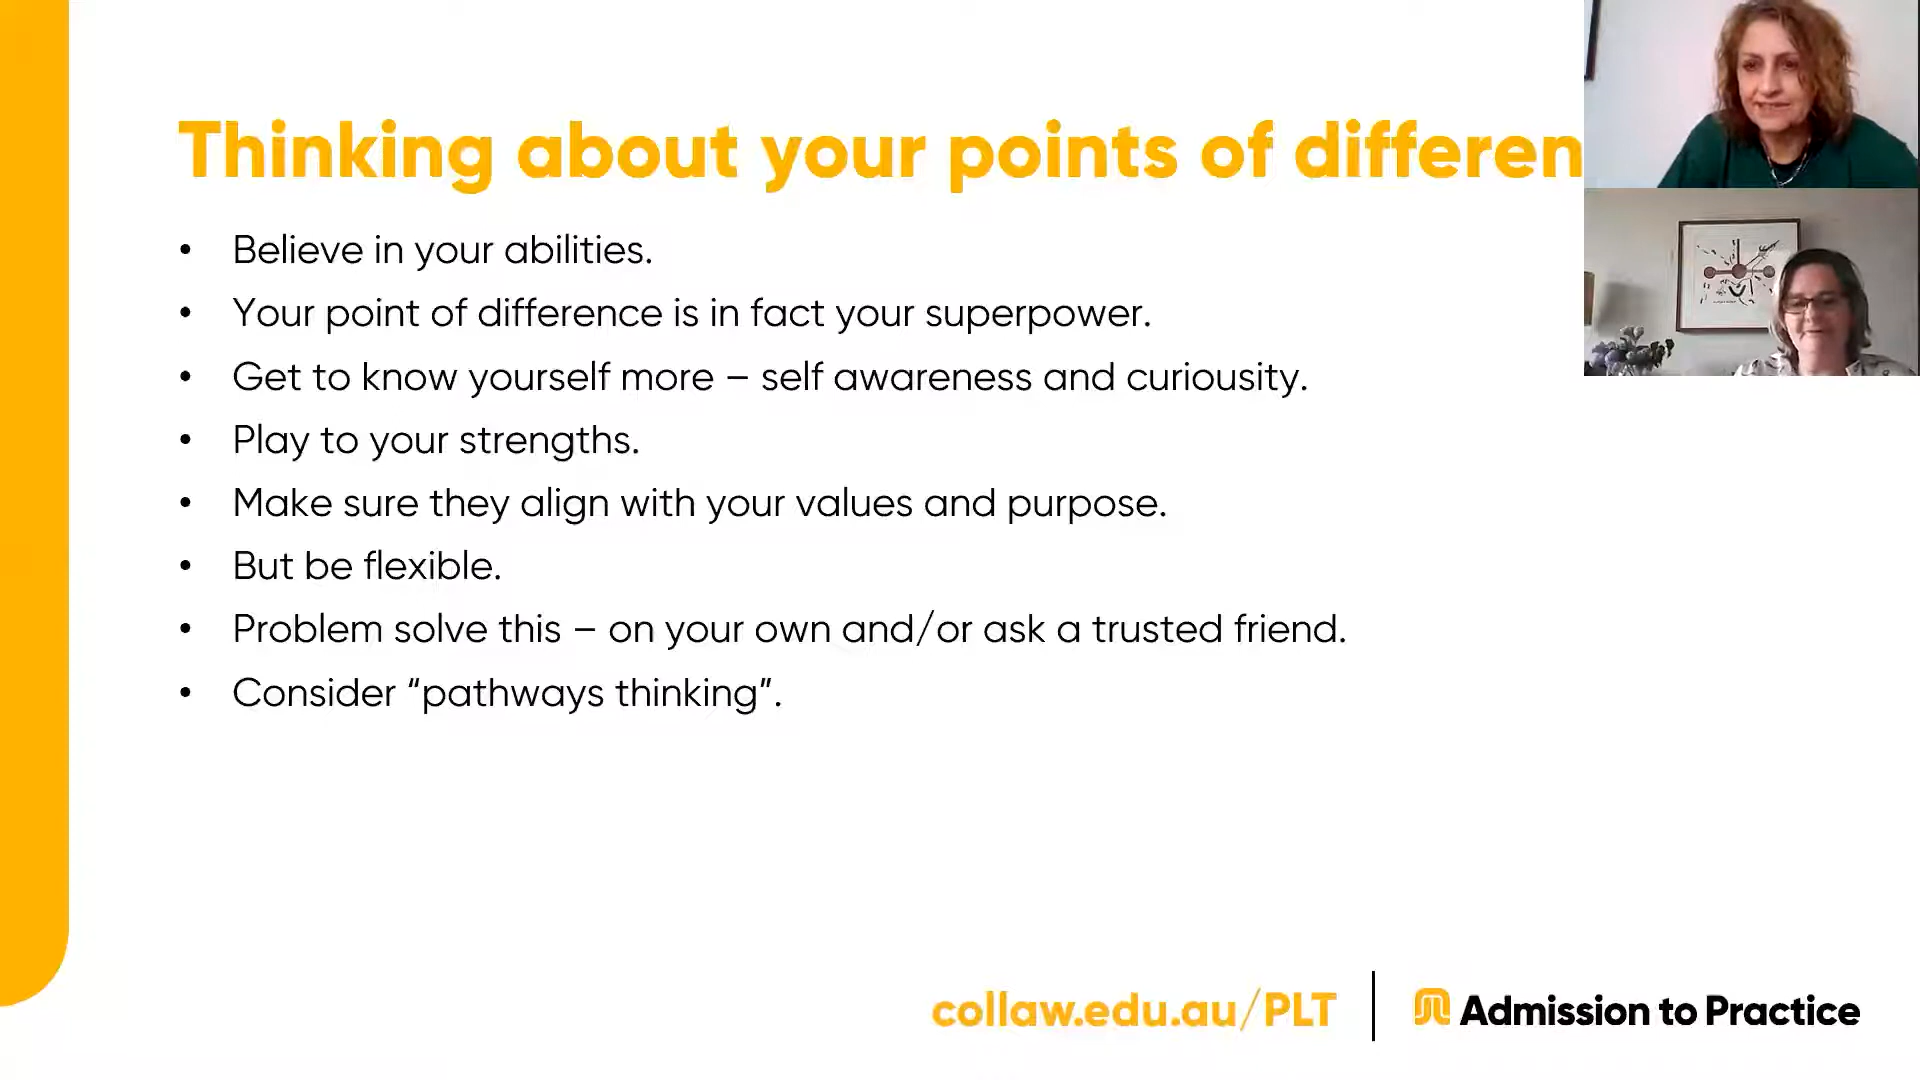 Thinking about your points of differen
• Believe in your abilities.
• Your point of difference is in fact your superpower.
• Get to know yourself more – self awareness and curiousity.
• Play to your strengths.
• Make sure they align with your values and purpose.
• But be flexible.
• Problem solve this – on your own and/or ask a trusted friend.
• Consider “pathways thinking”.
collaw.edu.au/PLT
Admission to Practice